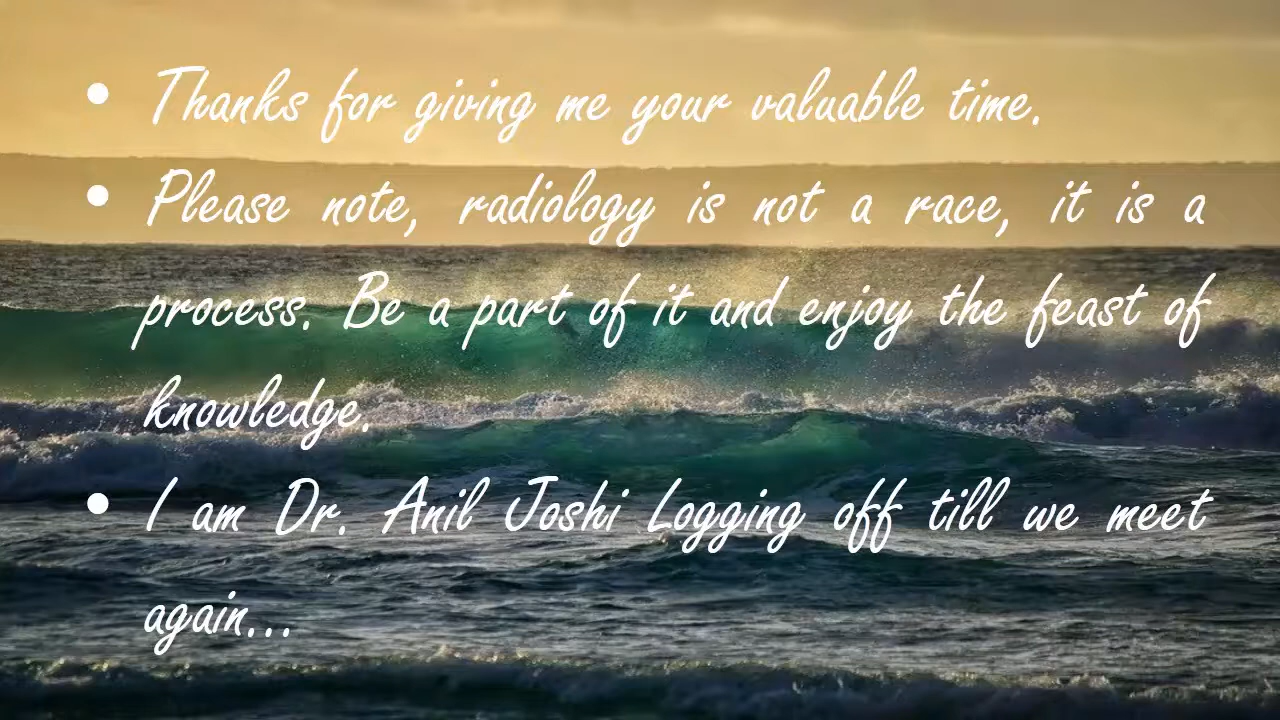 • Thanks for giving me your valuable time.
• Please note, radiology is not a race, it is a
process. Be a part of it and enjoy the feast of
knowledge.
• I am Dr. Anil Joshi Logging off till we meet
again...